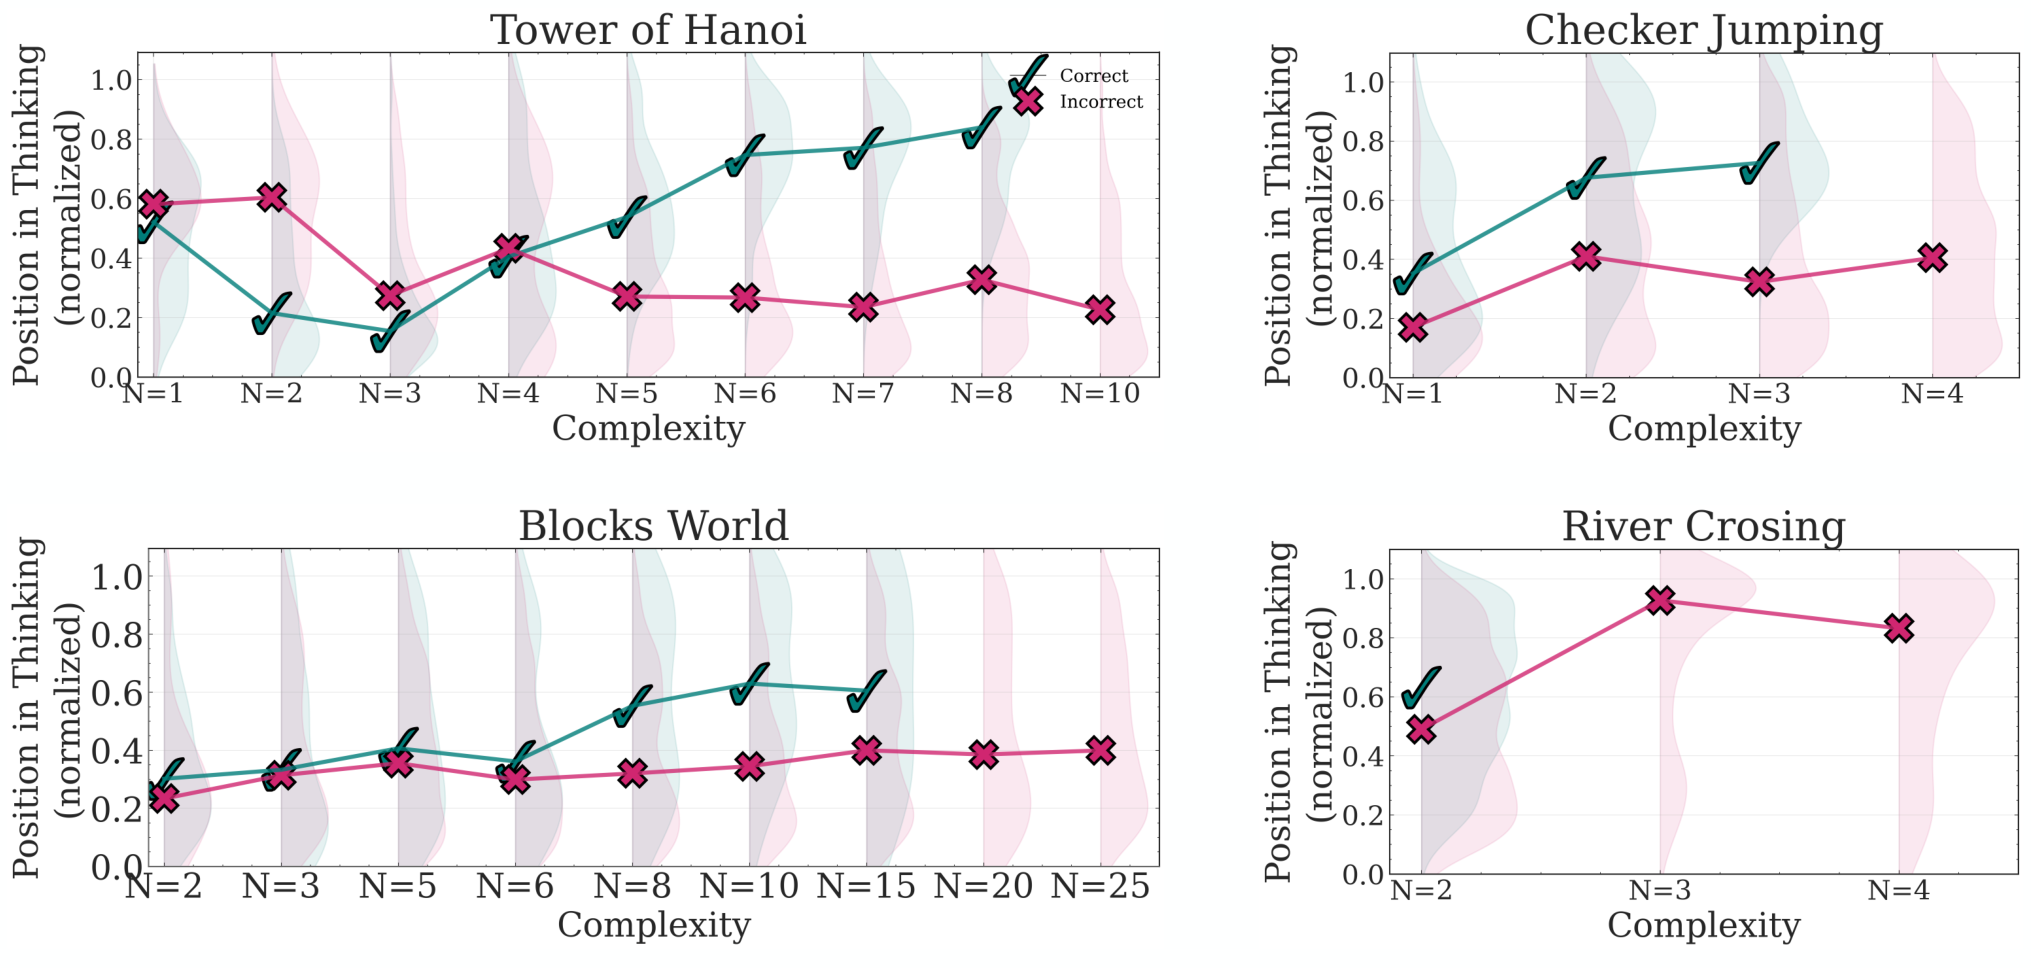 Tower of Hanoi
Position in Thinking
(normalized)
1.0
0.8
0.6
0.4
0.2
0.0
Correct
Incorrect
N=1 N=2 N=3 N=4 N=5 N=6 N=7 N=8 N=10
Complexity
Checker Jumping
Position in Thinking
(normalized)
1.0
0.8
0.6
0.4
0.2
0.0
N=1 N=2 N=3 N=4
Complexity
Blocks World
Position in Thinking
(normalized)
1.0
0.8
0.6
0.4
0.2
0.0
N=2 N=3 N=5 N=6 N=8 N=10 N=15 N=20 N=25
Complexity
River Crosing
Position in Thinking
(normalized)
1.0
0.8
0.6
0.4
0.2
0.0
N=2 N=3 N=4
Complexity